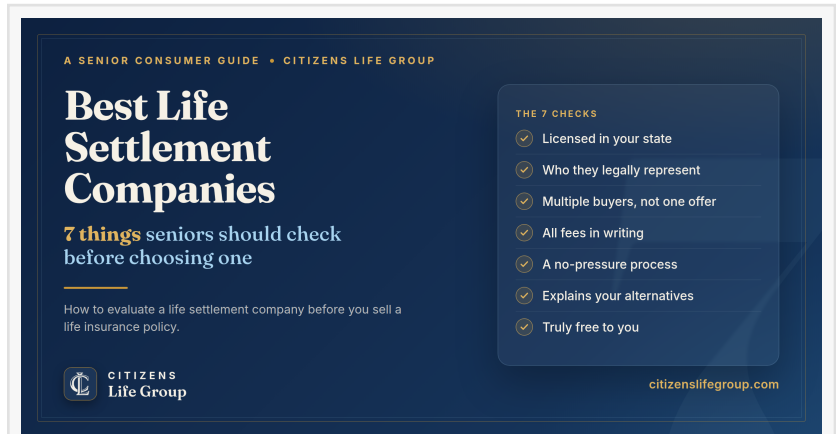 A SENIOR CONSUMER GUIDE • CITIZENS LIFE GROUP
Best Life
Settlement
Companies
7 things seniors should check
before choosing one
How to evaluate a life settlement company before you sell a
life insurance policy.
CITIZENS
Life Group
THE 7 CHECKS
Licensed in your state
Who they legally represent
Multiple buyers, not one offer
All fees in writing
A no-pressure process
Explains your alternatives
Truly free to you
citizenslifegroup.com